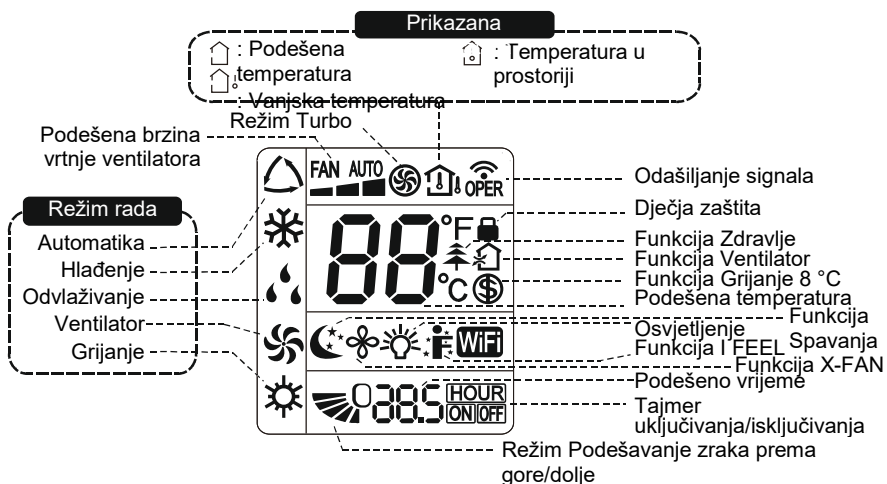 Prikazana
: Podešena temperatura
: Vanjska temperatura
: Temperatura u
prostoriji
Režim Turbo
Podešena brzina
vrtnje ventilatora
FAN AUTO
OPER
Odašiljanje signala
Režim rada
Automatika
Hlađenje
Odvlaživanje
Ventilator
Grijanje
88
°F
°C
Dječja zaštita
Funkcija Zdravlje
Funkcija Ventilator
Funkcija Grijanje 8 °C
Podešena temperatura
Funkcija
Spavanja
Osvjetljenje
Funkcija I FEEL
WiFi
Funkcija X-FAN
Podešeno vrijeme
038.5
HOUR
ON OFF
Tajmer
uključivanja/isključivanja
Režim Podešavanje zraka prema
gore/dolje